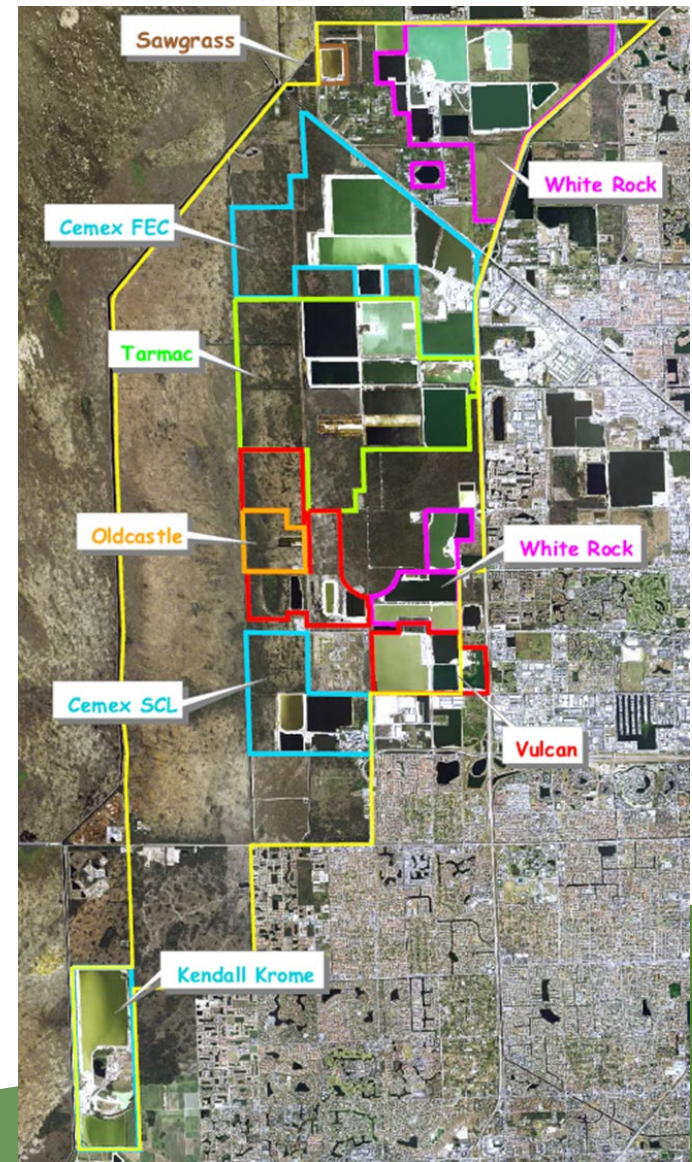 Sawgrass
White Rock
Cemex FEC
Tarmac
Oldcastle
White Rock
Cemex SCL
Vulcan
Kendall Krome